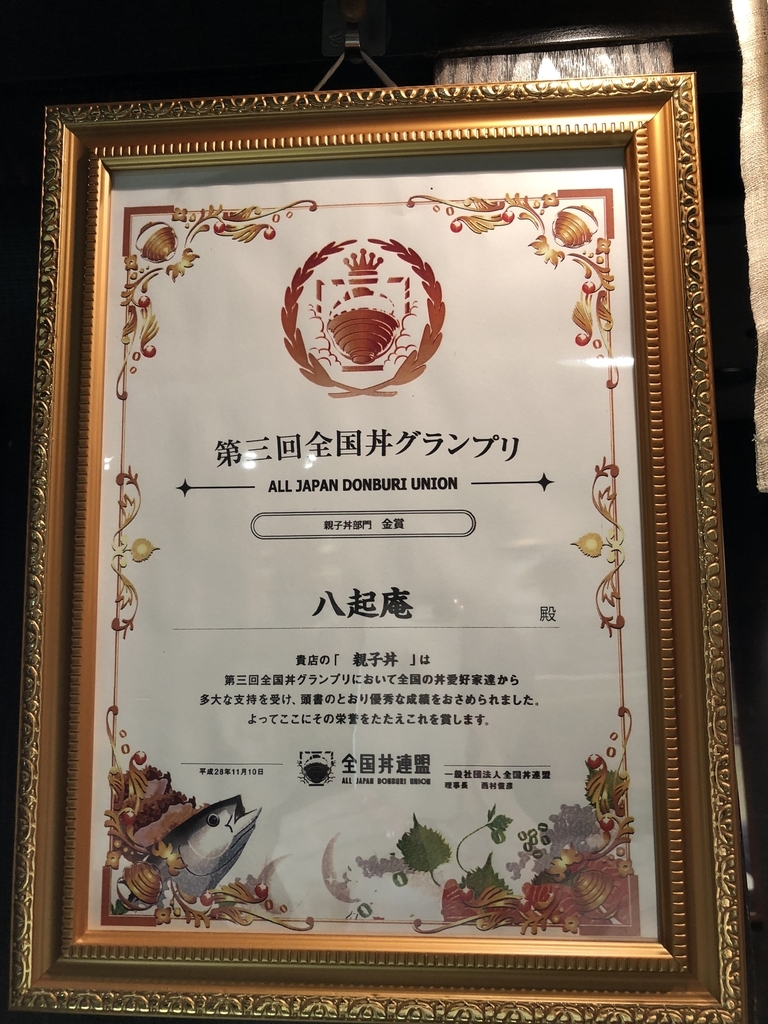 第三回全国丼グランプリ
ALL JAPAN DONBURI UNION
親子丼部門 金賞
八起庵 殿
貴店の「 親子丼 」は
第三回全国丼グランプリにおいて全国の丼愛好家達から
多大な支持を受け、頭書のとおり優秀な成績をおさめられました。
よってここにその栄誉をたたえこれを賞します。
平成28年11月10日
全国丼連盟
ALL JAPAN DONBURI UNION
一般社団法人全国丼連盟
理事長 西村俊彦